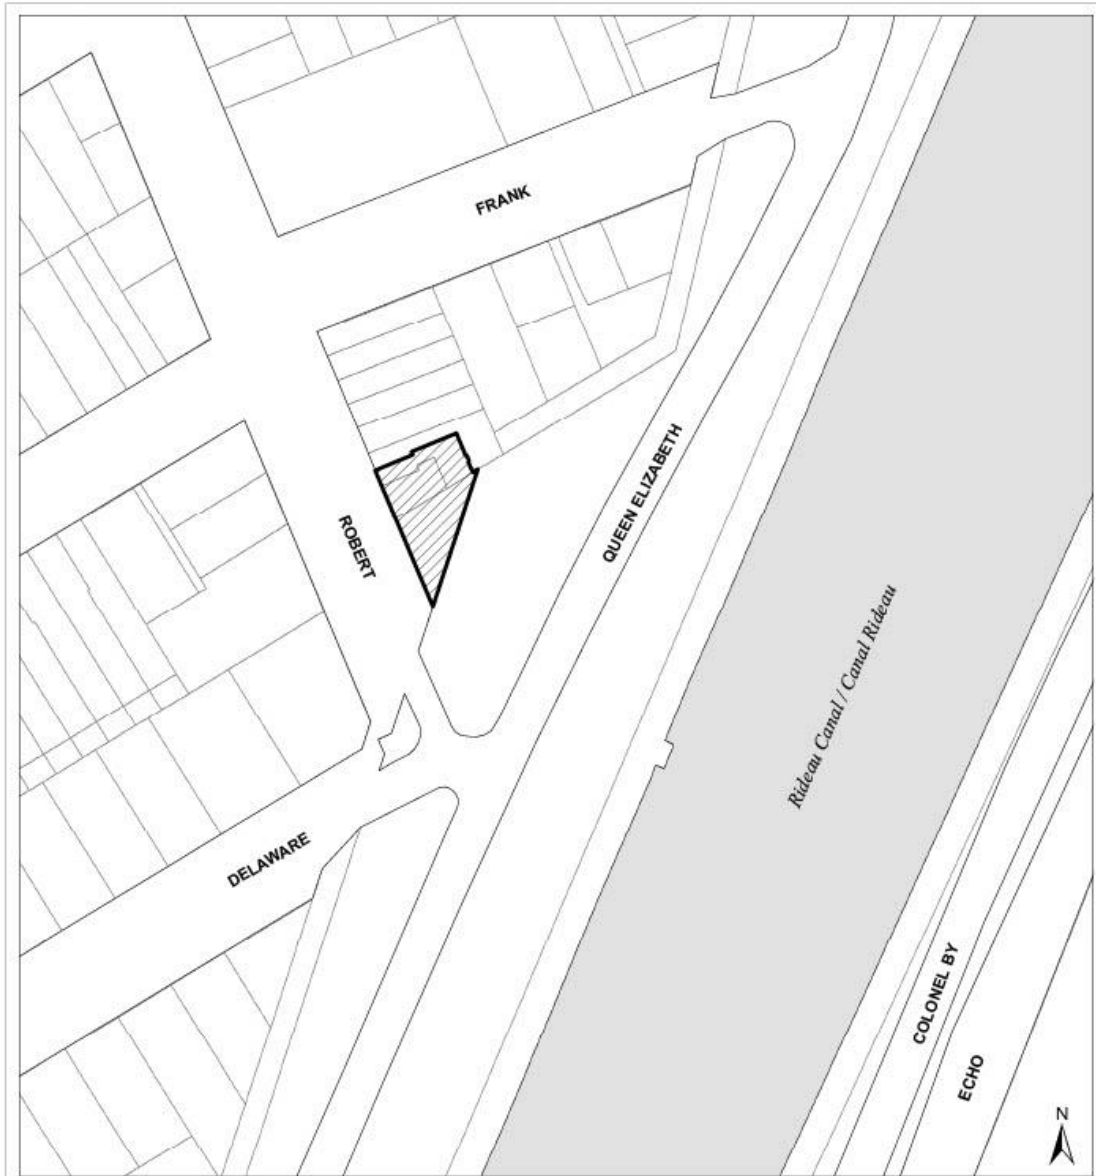 FRANK
QUEEN ELIZABETH
ROBERT
Rideau Canal / Canal Rideau
DELAWARE
COLONEL BY
ECHO
N